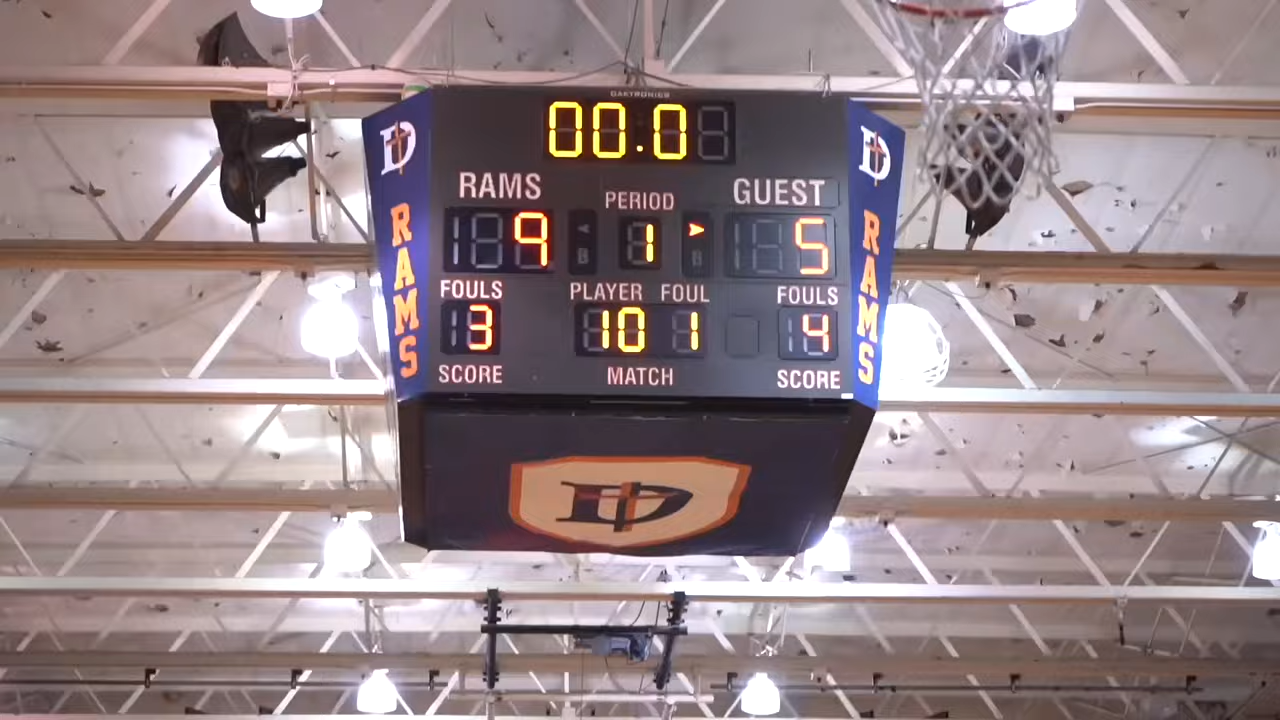 DAKTRONICS
00.0
RAMS
PERIOD
GUEST
9
1
5
FOULS
PLAYER FOUL
FOULS
3
10 1
4
SCORE
MATCH
SCORE
D
RAMS
D
RAMS
D